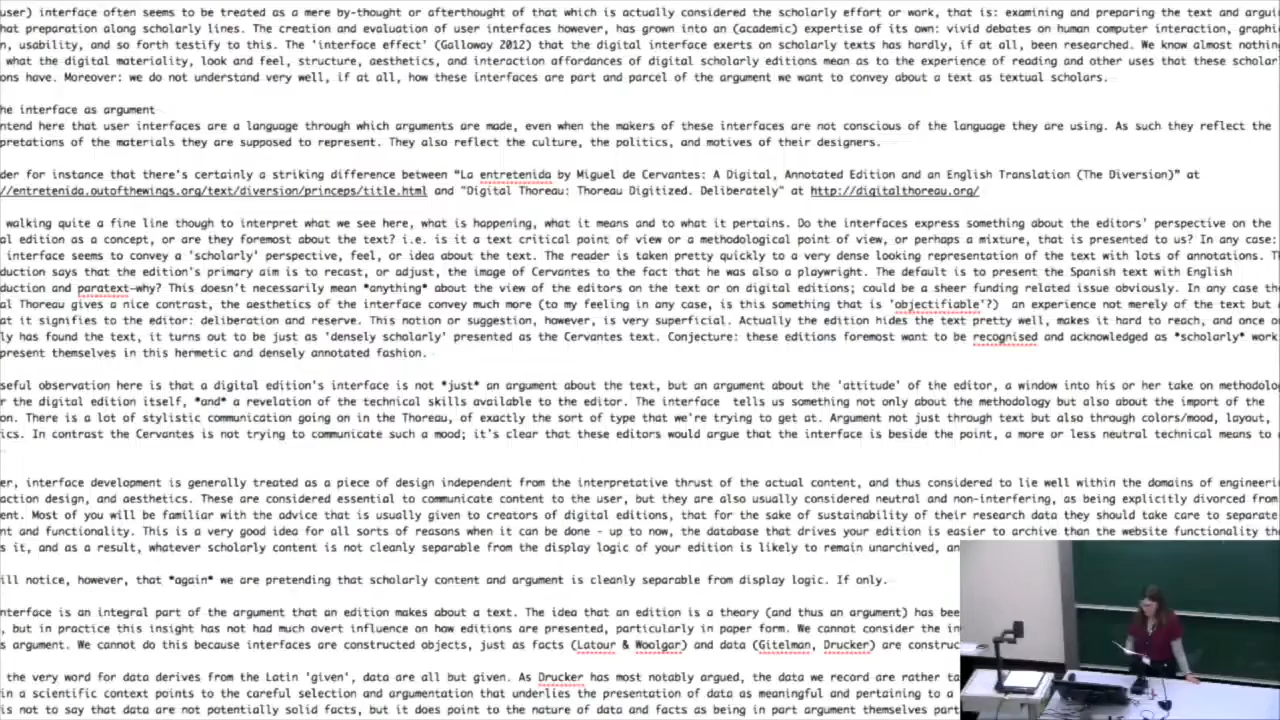 user) interface often seems to be treated as a mere by-thought or afterthought of that which is actually considered the scholarly effort or work, that is: examining and preparing the text and argui
hat preparation along scholarly lines. The creation and evaluation of user interfaces however, has grown into an (academic) expertise of its own: vivid debates on human computer interaction, graphi
n, usability, and so forth testify to this. The 'interface effect' (Galloway 2012) that the digital interface exerts on scholarly texts has hardly, if at all, been researched. We know almost nothin
what the digital materiality, look and feel, structure, aesthetics, and interaction affordances of digital scholarly editions mean as to the experience of reading and other uses that these scholar
ons have. Moreover: we do not understand very well, if at all, how these interfaces are part and parcel of the argument we want to convey about a text as textual scholars.
he interface as argument
ntend here that user interfaces are a language through which arguments are made, even when the makers of these interfaces are not conscious of the language they are using. As such they reflect the
pretations of the materials they are supposed to represent. They also reflect the culture, the politics, and motives of their designers.
der for instance that there's certainly a striking difference between "La entretenida by Miguel de Cervantes: A Digital, Annotated Edition and an English Translation (The Diversion)" at
//entretenida.outofthewings.org/text/diversion/princeps/title.html and "Digital Thoreau: Thoreau Digitized. Deliberately" at http://digitalthoreau.org/
walking quite a fine line though to interpret what we see here, what is happening, what it means and to what it pertains. Do the interfaces express something about the editors' perspective on the
al edition as a concept, or are they foremost about the text? i.e. is it a text critical point of view or a methodological point of view, or perhaps a mixture, that is presented to us? In any case:
interface seems to convey a 'scholarly' perspective, feel, or idea about the text. The reader is taken pretty quickly to a very dense looking representation of the text with lots of annotations. T
duction says that the edition's primary aim is to recast, or adjust, the image of Cervantes to the fact that he was also a playwright. The default is to present the Spanish text with English
duction and paratext—why? This doesn't necessarily mean *anything* about the view of the editors on the text or on digital editions; could be a sheer funding related issue obviously. In any case th
al Thoreau gives a nice contrast, the aesthetics of the interface convey much more (to my feeling in any case, is this something that is 'objectifiable'?) an experience not merely of the text but
at it signifies to the editor: deliberation and reserve. This notion or suggestion, however, is very superficial. Actually the edition hides the text pretty well, makes it hard to reach, and once o
ly has found the text, it turns out to be just as 'densely scholarly' presented as the Cervantes text. Conjecture: these editions foremost want to be recognised and acknowledged as *scholarly* work
present themselves in this hermetic and densely annotated fashion.
seful observation here is that a digital edition's interface is not *just* an argument about the text, but an argument about the 'attitude' of the editor, a window into his or her take on methodolo
r the digital edition itself, *and* a revelation of the technical skills available to the editor. The interface tells us something not only about the methodology but also about the import of the
on. There is a lot of stylistic communication going on in the Thoreau, of exactly the sort of type that we're trying to get at. Argument not just through text but also through colors/mood, layout,
ics. In contrast the Cervantes is not trying to communicate such a mood; it's clear that these editors would argue that the interface is beside the point, a more or less neutral technical means to
er, interface development is generally treated as a piece of design independent from the interpretative thrust of the actual content, and thus considered to lie well within the domains of engineeri
action design, and aesthetics. These are considered essential to communicate content to the user, but they are also usually considered neutral and non-interfering, as being explicitly divorced from
ent. Most of you will be familiar with the advice that is usually given to creators of digital editions, that for the sake of sustainability of their research data they should take care to separate
nt and functionality. This is a very good idea for all sorts of reasons when it can be done - up to now, the database that drives your edition is easier to archive than the website functionality th
s it, and as a result, whatever scholarly content is not cleanly separable from the display logic of your edition is likely to remain unarchived, an
ill notice, however, that *again* we are pretending that scholarly content and argument is cleanly separable from display logic. If only.
nterface is an integral part of the argument that an edition makes about a text. The idea that an edition is a theory (and thus an argument) has bee
, but in practice this insight has not had much overt influence on how editions are presented, particularly in paper form. We cannot consider the in
s argument. We cannot do this because interfaces are constructed objects, just as facts (Latour & Woolgar) and data (Gitelman, Drucker) are construc
the very word for data derives from the Latin 'given', data are all but given. As Drucker has most notably argued, the data we record are rather ta
in a scientific context points to the careful selection and argumentation that underlies the presentation of data as meaningful and pertaining to a
is not to say that data are not potentially solid facts, but it does point to the nature of data and facts as being in part argument themselves part